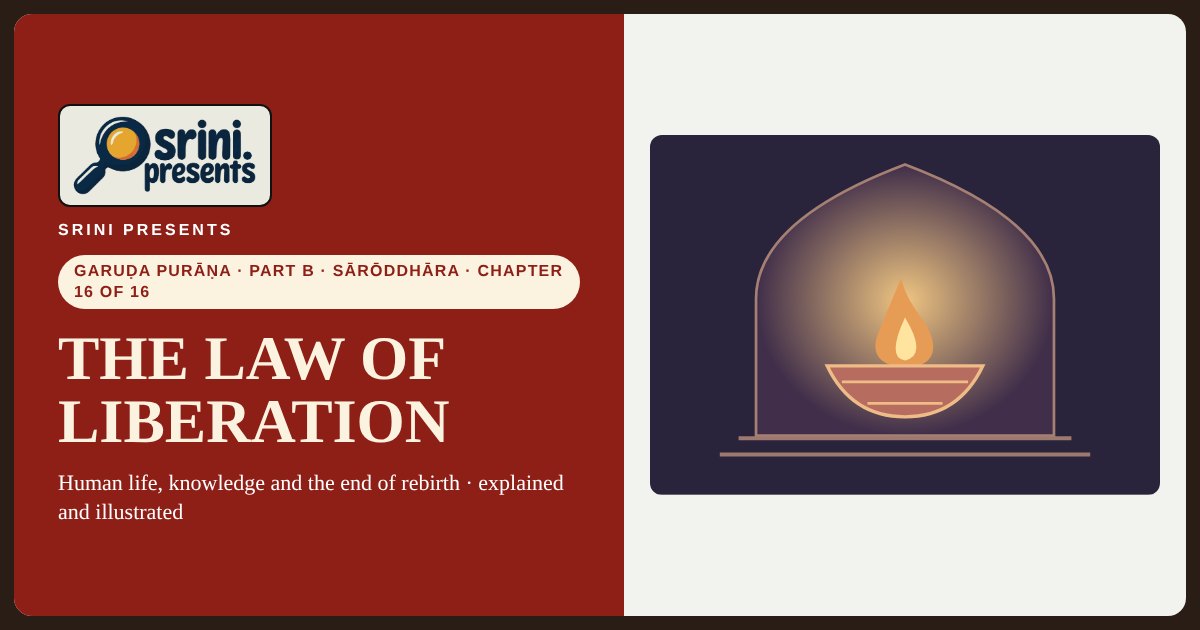 srini.
presents
SRINI PRESENTS
GARUḌA PURĀṆA · PART B · SĀRŌDDHĀRA · CHAPTER
16 OF 16
THE LAW OF
LIBERATION
Human life, knowledge and the end of rebirth · explained
and illustrated